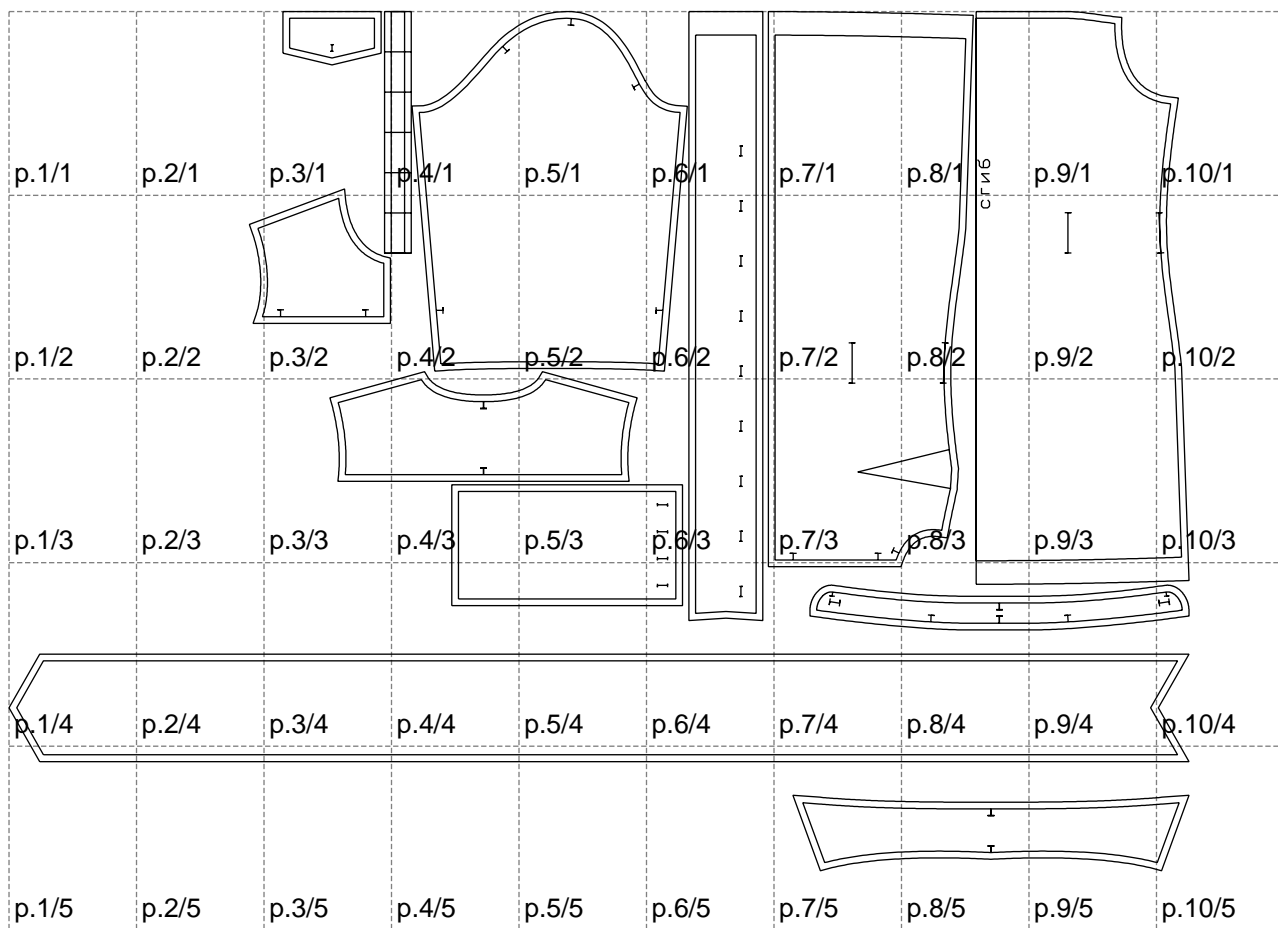 p.1/1 p.2/1 p.3/1 p.4/1 p.5/1 p.6/1 p.7/1 p.8/1 p.9/1 p.10/1
сгиб
p.1/2 p.2/2 p.3/2 p.4/2 p.5/2 p.6/2 p.7/2 p.8/2 p.9/2 p.10/2
p.1/3 p.2/3 p.3/3 p.4/3 p.5/3 p.6/3 p.7/3 p.8/3 p.9/3 p.10/3
p.1/4 p.2/4 p.3/4 p.4/4 p.5/4 p.6/4 p.7/4 p.8/4 p.9/4 p.10/4
p.1/5 p.2/5 p.3/5 p.4/5 p.5/5 p.6/5 p.7/5 p.8/5 p.9/5 p.10/5